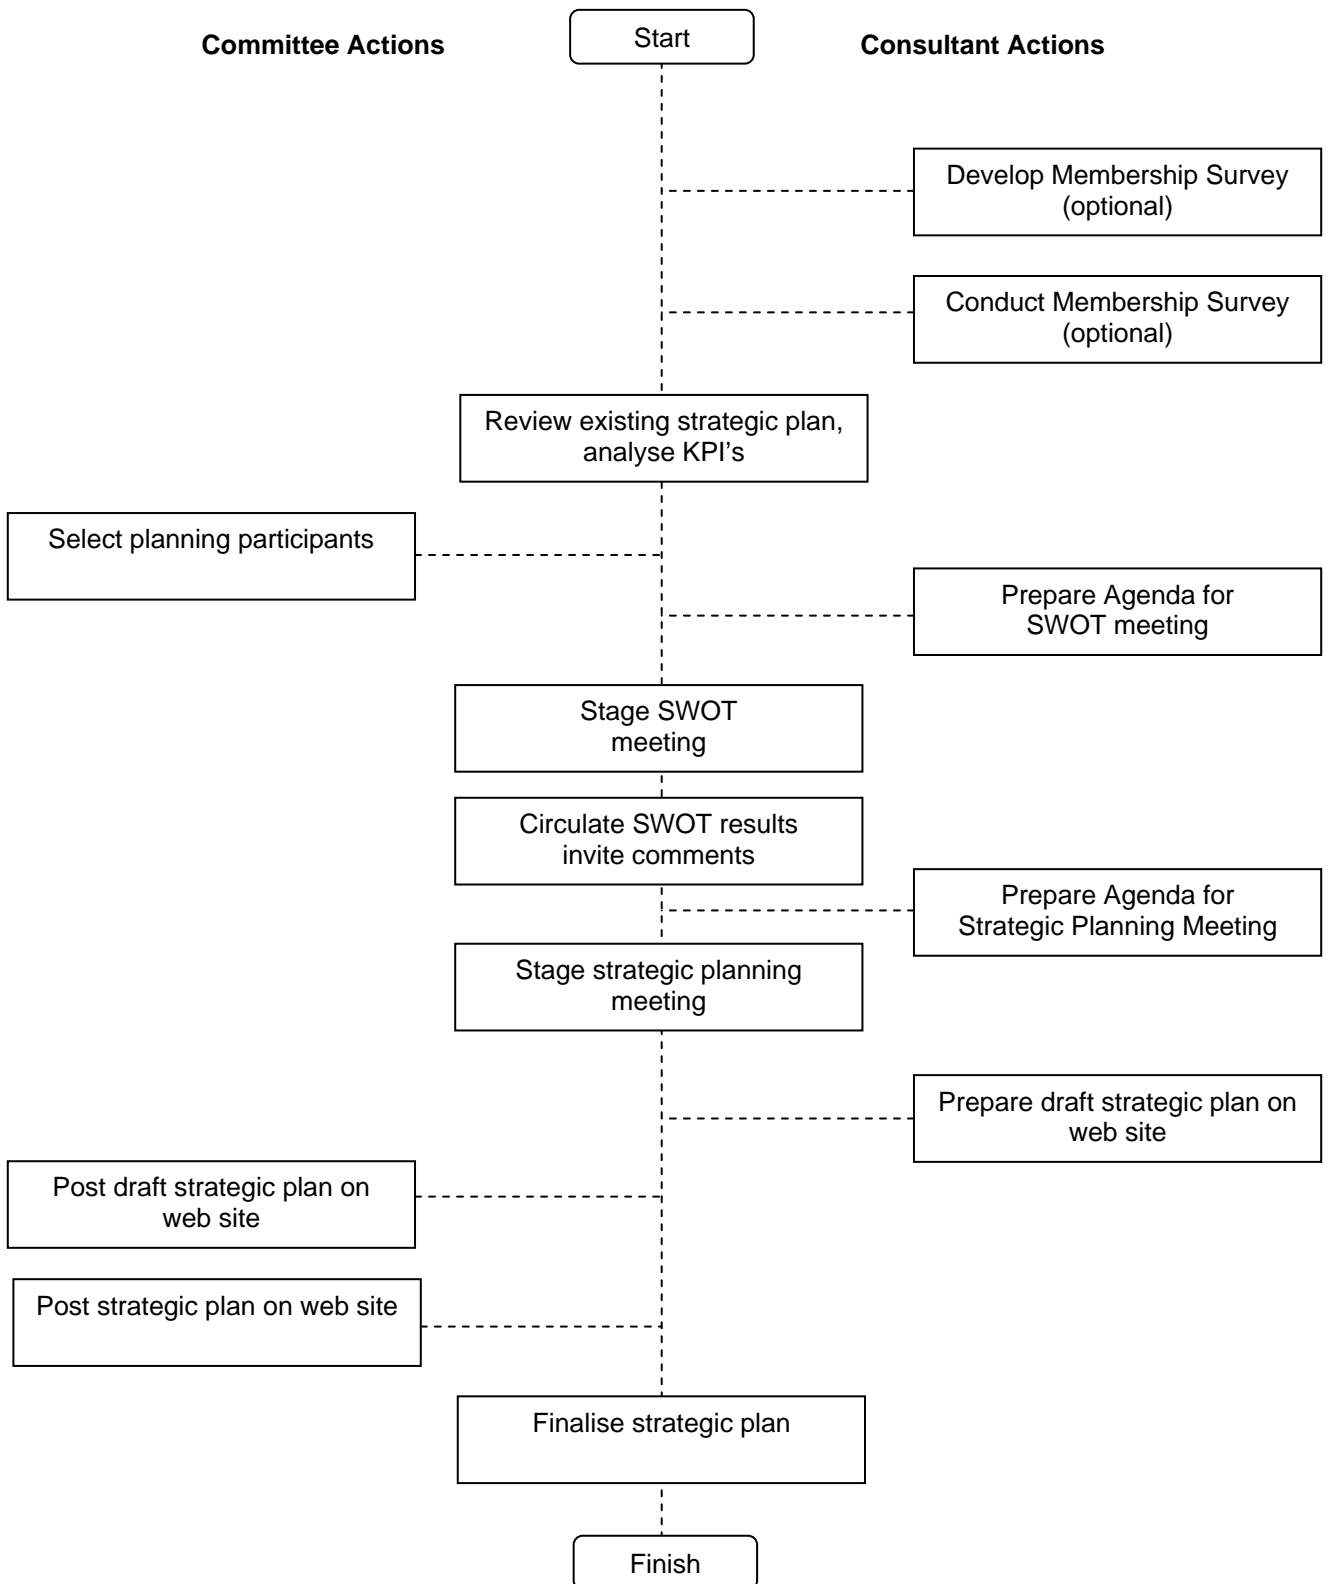 Committee Actions
Start
Consultant Actions
Develop Membership Survey
(optional)
Conduct Membership Survey
(optional)
Review existing strategic plan,
analyse KPI’s
Select planning participants
Prepare Agenda for
SWOT meeting
Stage SWOT
meeting
Circulate SWOT results
invite comments
Prepare Agenda for
Strategic Planning Meeting
Stage strategic planning
meeting
Prepare draft strategic plan on
web site
Post draft strategic plan on
web site
Post strategic plan on web site
Finalise strategic plan
Finish